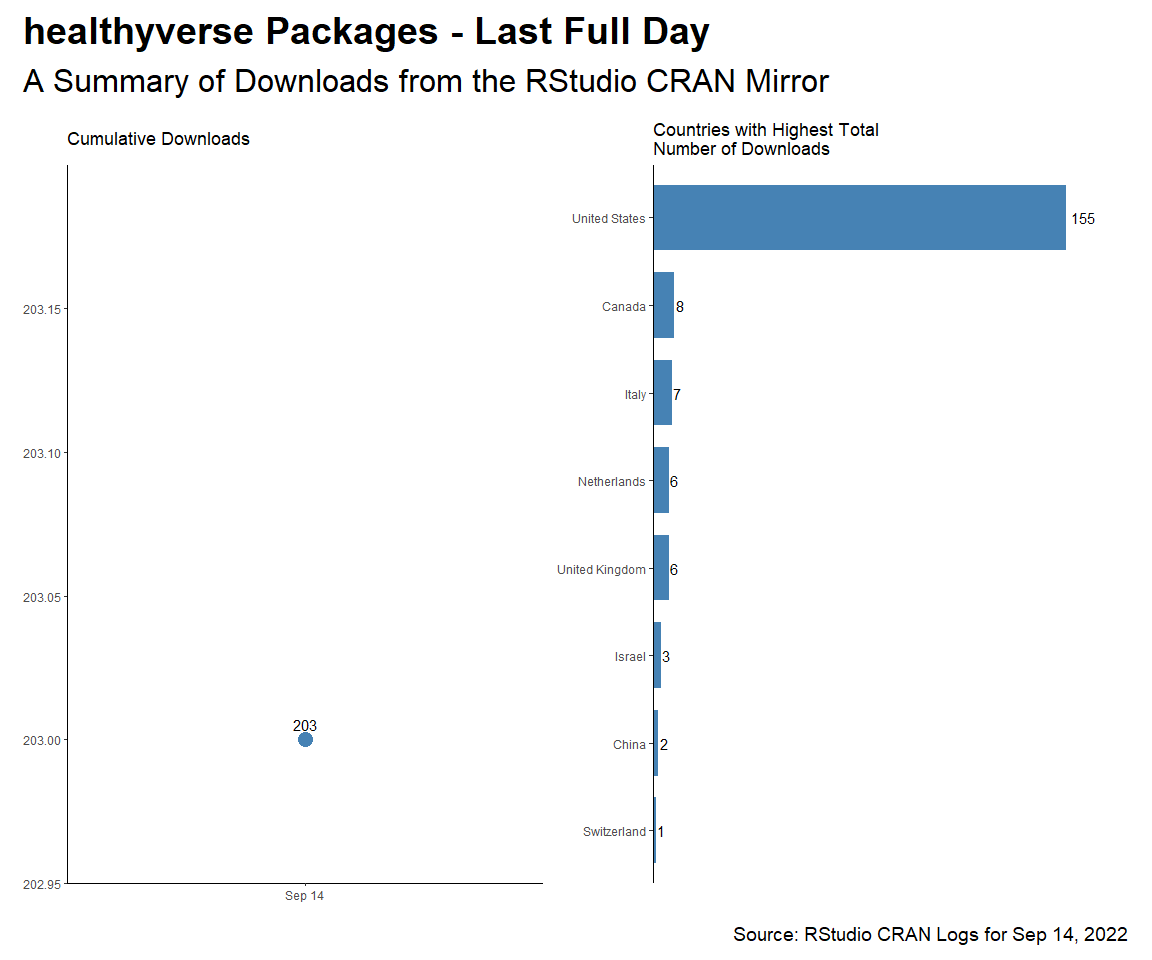 healthyverse Packages - Last Full Day
A Summary of Downloads from the RStudio CRAN Mirror
Cumulative Downloads
203.15
203.10
203.05
203.00
202.95
203
Sep 14
Countries with Highest Total
Number of Downloads
United States 155
Canada 8
Italy 7
Netherlands 6
United Kingdom 6
Israel 3
China 2
Switzerland 1
Source: RStudio CRAN Logs for Sep 14, 2022